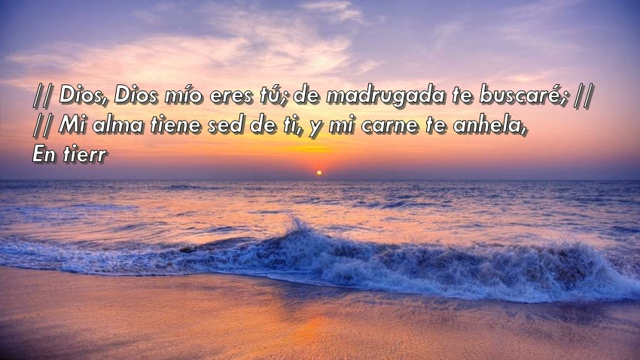 // Dios, Dios mío eres tú; de madrugada te buscaré; //
// Mi alma tiene sed de ti, y mi carne te anhela,
En tierr